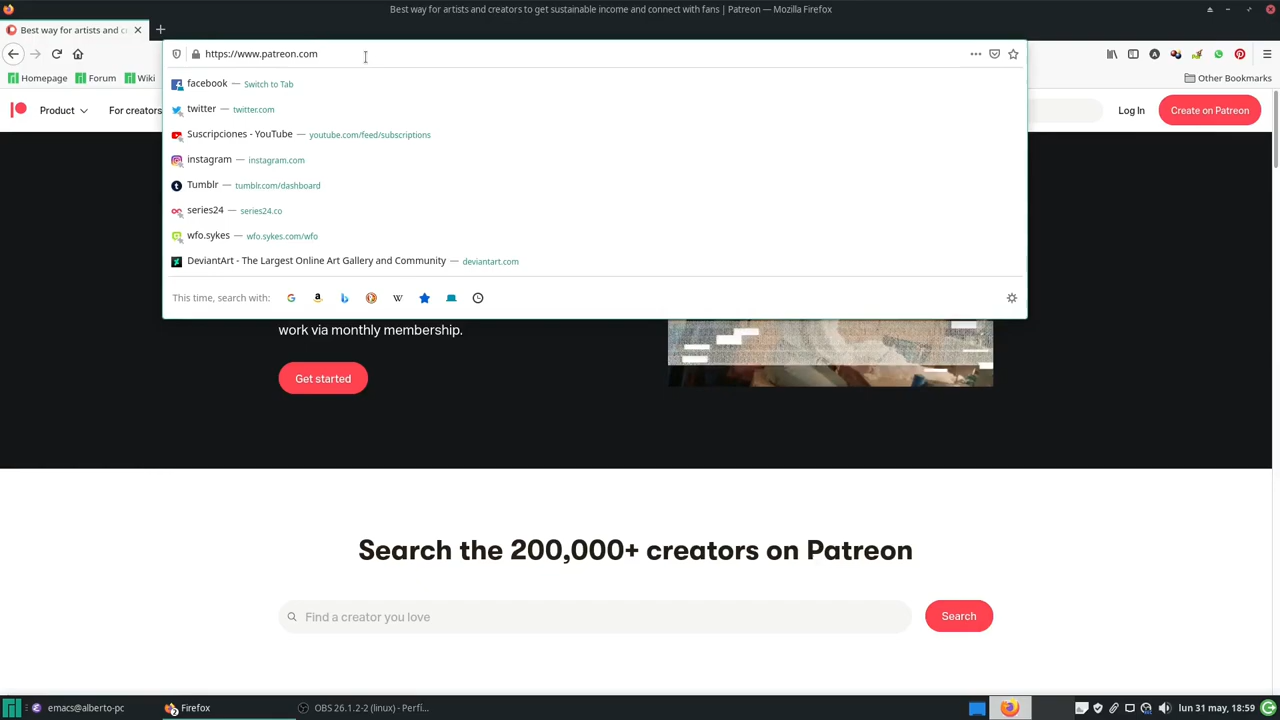 Best way for artists and creators to get sustainable income and connect with fans | Patreon — Mozilla Firefox
Best way for artists and c
https://www.patreon.com
Homepage Forum Wiki Other Bookmarks
facebook — Switch to Tab
twitter — twitter.com
Suscripciones - YouTube — youtube.com/feed/subscriptions
instagram — instagram.com
Tumblr — tumblr.com/dashboard
series24 — series24.co
wfo.sykes — wfo.sykes.com/wfo
DeviantArt - The Largest Online Art Gallery and Community — deviantart.com
This time, search with:
Product For creators Log In Create on Patreon
work via monthly membership.
Get started
Search the 200,000+ creators on Patreon
Find a creator you love Search
emacs@alberto-pc Firefox OBS 26.1.2-2 (linux) - Perfi... lun 31 may, 18:59